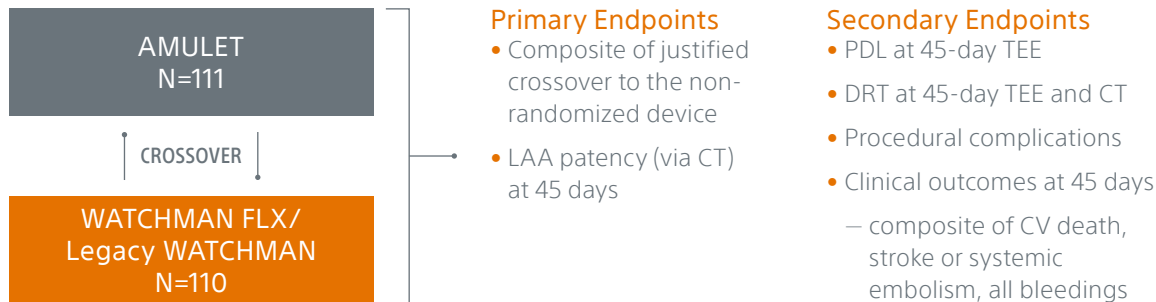 AMULET
N=111
CROSSOVER
WATCHMAN FLX/
Legacy WATCHMAN
N=110
Primary Endpoints
• Composite of justified
crossover to the non-
randomized device
• LAA patency (via CT)
at 45 days
Secondary Endpoints
• PDL at 45-day TEE
• DRT at 45-day TEE and CT
• Procedural complications
• Clinical outcomes at 45 days
– composite of CV death,
stroke or systemic
embolism, all bleedings